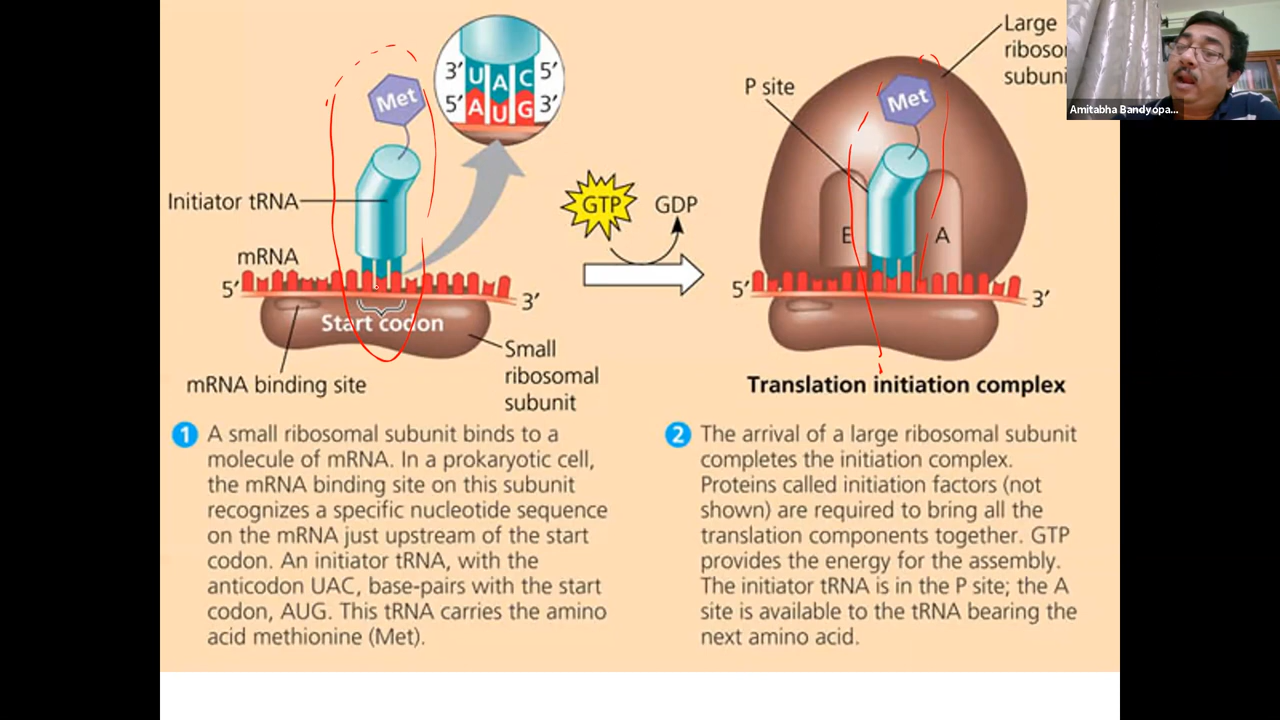 Large
riboso
subuni
Amitabha Bandyopa...
3′ U A C 5′
5′ A U G 3′
Met
Met
P site
Initiator tRNA
GTP
GDP
mRNA
E
A
5′
3′
5′
3′
Start codon
Small
ribosomal
subunit
mRNA binding site
Translation initiation complex
1 A small ribosomal subunit binds to a
molecule of mRNA. In a prokaryotic cell,
the mRNA binding site on this subunit
recognizes a specific nucleotide sequence
on the mRNA just upstream of the start
codon. An initiator tRNA, with the
anticodon UAC, base-pairs with the start
codon, AUG. This tRNA carries the amino
acid methionine (Met).
2 The arrival of a large ribosomal subunit
completes the initiation complex.
Proteins called initiation factors (not
shown) are required to bring all the
translation components together. GTP
provides the energy for the assembly.
The initiator tRNA is in the P site; the A
site is available to the tRNA bearing the
next amino acid.